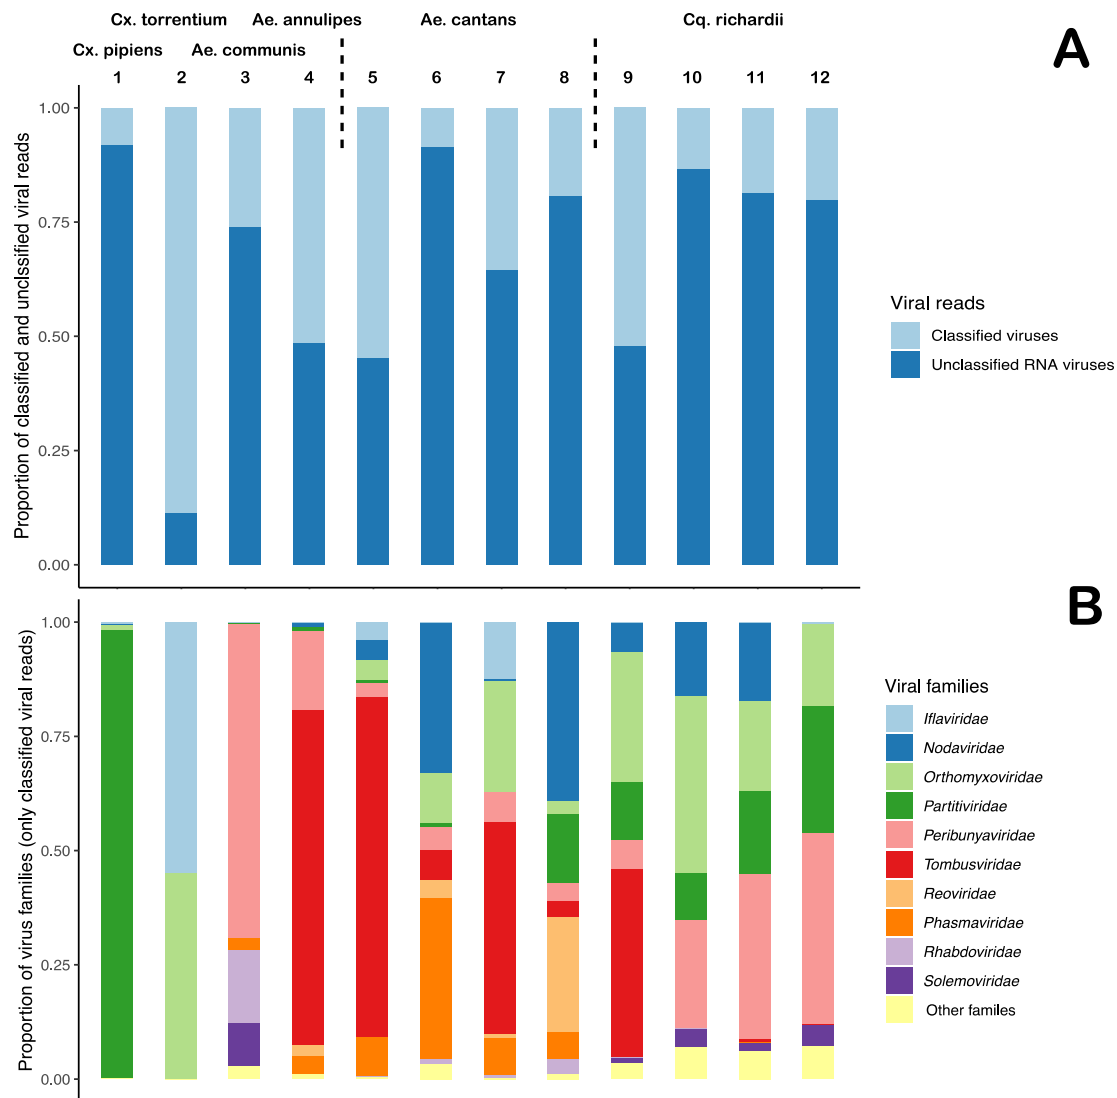 Cx. torrentium Ae. annulipes Ae. cantans Cq. richardii
A
Cx. pipiens Ae. communis
1 2 3 4 5 6 7 8 9 10 11 12
Proportion of classified and unclssified viral reads
1.00
0.75
0.50
0.25
0.00
Viral reads
Classified viruses
Unclassified RNA viruses
B
Proportion of virus families (only classified viral reads)
1.00
0.75
0.50
0.25
0.00
Viral families
Iflaviridae
Nodaviridae
Orthomyxoviridae
Partitiviridae
Peribunyaviridae
Tombusviridae
Reoviridae
Phasmaviridae
Rhabdoviridae
Solemoviridae
Other familes